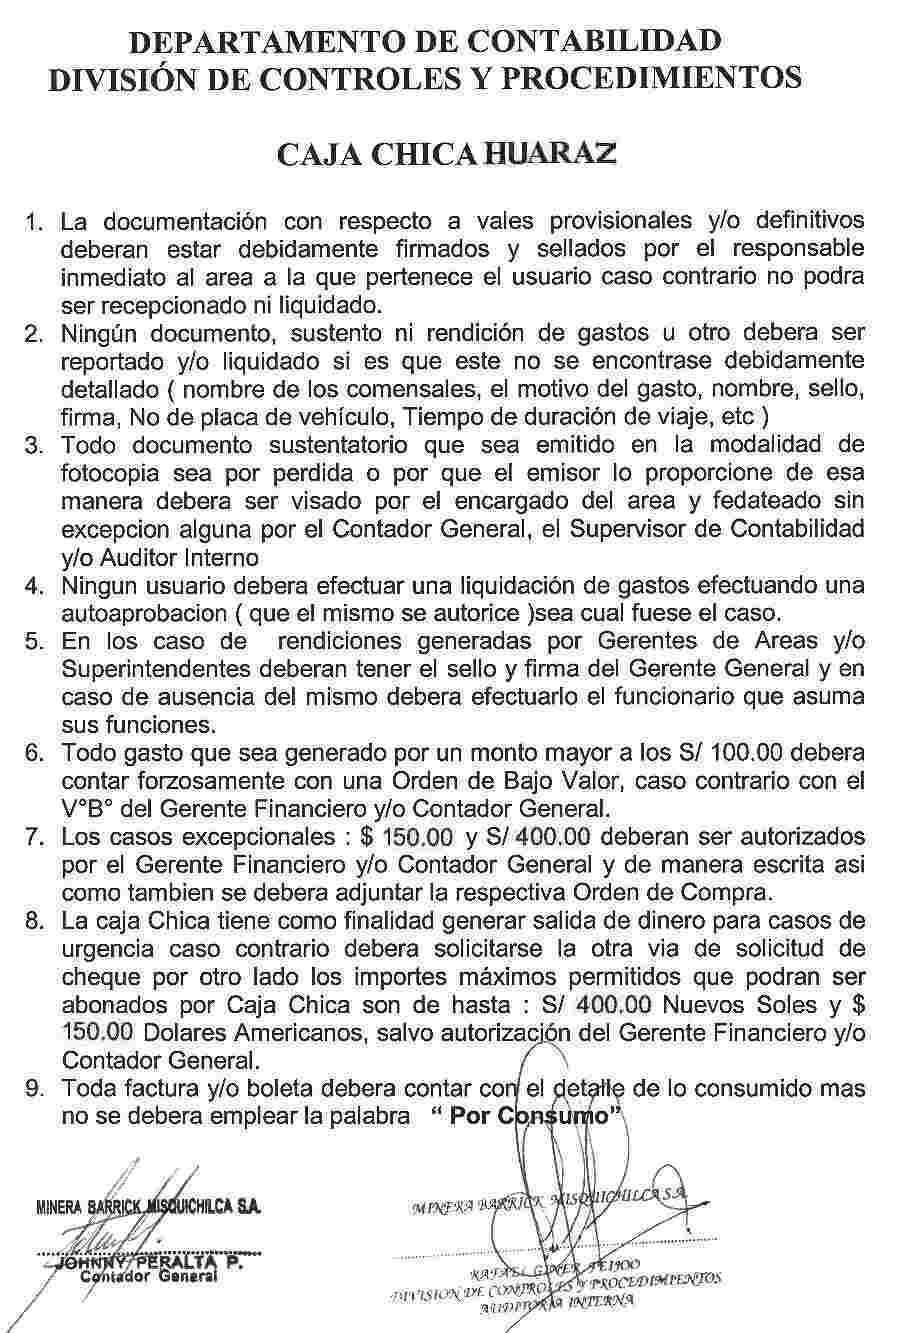 DEPARTAMENTO DE CONTABILIDAD
DIVISIÓN DE CONTROLES Y PROCEDIMIENTOS
CAJA CHICA HUARAZ
1. La documentación con respecto a vales provisionales y/o definitivos
deberan estar debidamente firmados y sellados por el responsable
inmediato al area a la que pertenece el usuario caso contrario no podra
ser recepcionado ni liquidado.
2. Ningún documento, sustento ni rendición de gastos u otro debera ser
reportado y/o liquidado si es que este no se encontrase debidamente
detallado ( nombre de los comensales, el motivo del gasto, nombre, sello,
firma, No de placa de vehículo, Tiempo de duración de viaje, etc )
3. Todo documento sustentatorio que sea emitido en la modalidad de
fotocopia sea por perdida o por que el emisor lo proporcione de esa
manera debera ser visado por el encargado del area y fedateado sin
excepcion alguna por el Contador General, el Supervisor de Contabilidad
y/o Auditor Interno
4. Ningun usuario debera efectuar una liquidación de gastos efectuando una
autoaprobacion ( que el mismo se autorice )sea cual fuese el caso.
5. En los caso de rendiciones generadas por Gerentes de Areas y/o
Superintendentes deberan tener el sello y firma del Gerente General y en
caso de ausencia del mismo debera efectuarlo el funcionario que asuma
sus funciones.
6. Todo gasto que sea generado por un monto mayor a los S/ 100.00 debera
contar forzosamente con una Orden de Bajo Valor, caso contrario con el
V°B° del Gerente Financiero y/o Contador General.
7. Los casos excepcionales : $ 150.00 y S/ 400.00 deberan ser autorizados
por el Gerente Financiero y/o Contador General y de manera escrita asi
como tambien se debera adjuntar la respectiva Orden de Compra.
8. La caja Chica tiene como finalidad generar salida de dinero para casos de
urgencia caso contrario debera solicitarse la otra via de solicitud de
cheque por otro lado los importes máximos permitidos que podran ser
abonados por Caja Chica son de hasta : S/ 400.00 Nuevos Soles y $
150.00 Dolares Americanos, salvo autorización del Gerente Financiero y/o
Contador General.
9. Toda factura y/o boleta debera contar con el detalle de lo consumido mas
no se debera emplear la palabra “ Por Consumo”
MINERA BARRICK MISQUICHILCA S.A.
JOHNNY PERALTA P.
Contador General
MINERA BARRICK MISQUICHILCA S.A.
RAFAEL GINER FEIJOO
DIVISION DE CONTROLES Y PROCEDIMIENTOS
AUDITORIA INTERNA